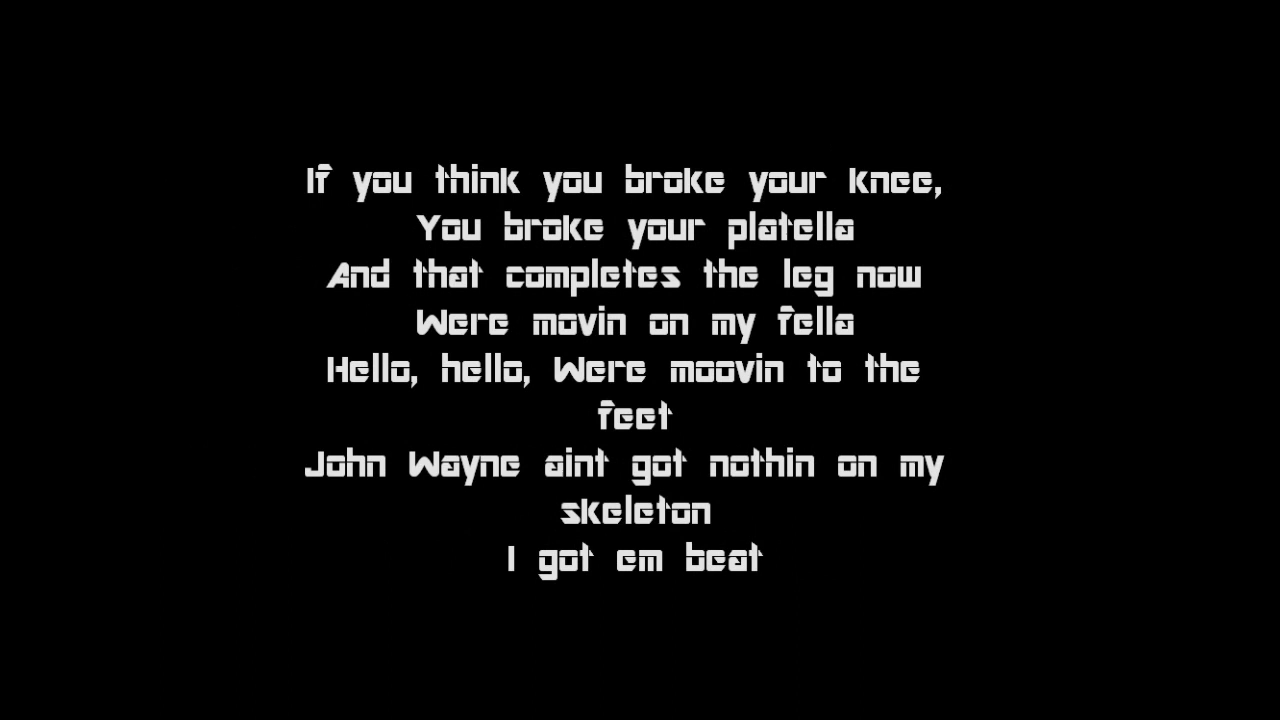 If you think you broke your knee,
You broke your platella
And that completes the leg now
Were movin on my fella
Hello, hello, Were moovin to the
feet
John Wayne aint got nothin on my
skeleton
I got em beat